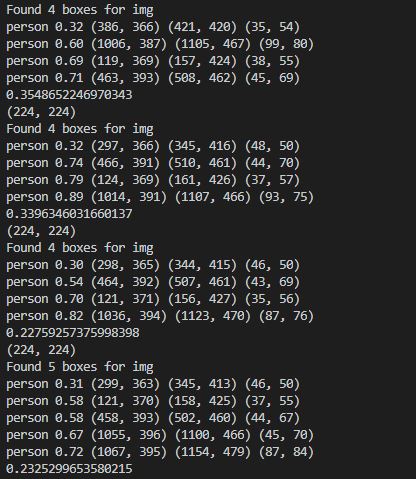 Found 4 boxes for img
person 0.32 (386, 366) (421, 420) (35, 54)
person 0.60 (1006, 387) (1105, 467) (99, 80)
person 0.69 (119, 369) (157, 424) (38, 55)
person 0.71 (463, 393) (508, 462) (45, 69)
0.3548652246970343
(224, 224)
Found 4 boxes for img
person 0.32 (297, 366) (345, 416) (48, 50)
person 0.74 (466, 391) (510, 461) (44, 70)
person 0.79 (124, 369) (161, 426) (37, 57)
person 0.89 (1014, 391) (1107, 466) (93, 75)
0.3396346031660137
(224, 224)
Found 4 boxes for img
person 0.30 (298, 365) (344, 415) (46, 50)
person 0.54 (464, 392) (507, 461) (43, 69)
person 0.70 (121, 371) (156, 427) (35, 56)
person 0.82 (1036, 394) (1123, 470) (87, 76)
0.22759257375998398
(224, 224)
Found 5 boxes for img
person 0.31 (299, 363) (345, 413) (46, 50)
person 0.58 (121, 370) (158, 425) (37, 55)
person 0.58 (458, 393) (502, 460) (44, 67)
person 0.67 (1055, 396) (1100, 466) (45, 70)
person 0.72 (1067, 395) (1154, 479) (87, 84)
0.2325299653580215